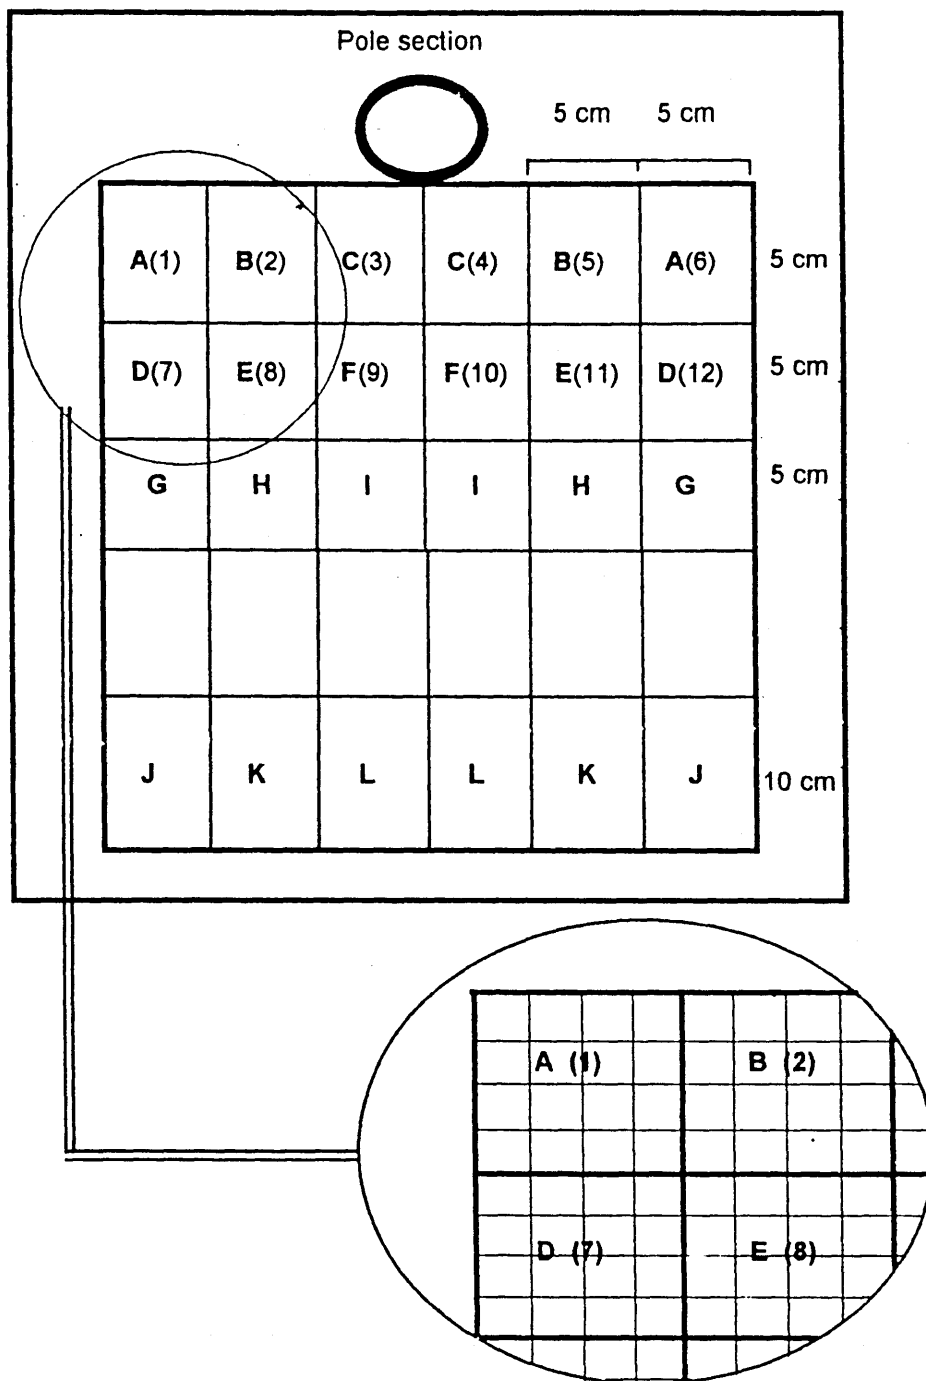 Pole section
5 cm 5 cm
A(1) B(2) C(3) C(4) B(5) A(6) 5 cm
D(7) E(8) F(9) F(10) E(11) D(12) 5 cm
G H I I H G 5 cm
J K L L K J 10 cm
A (1) B (2)
D (7) E (8)